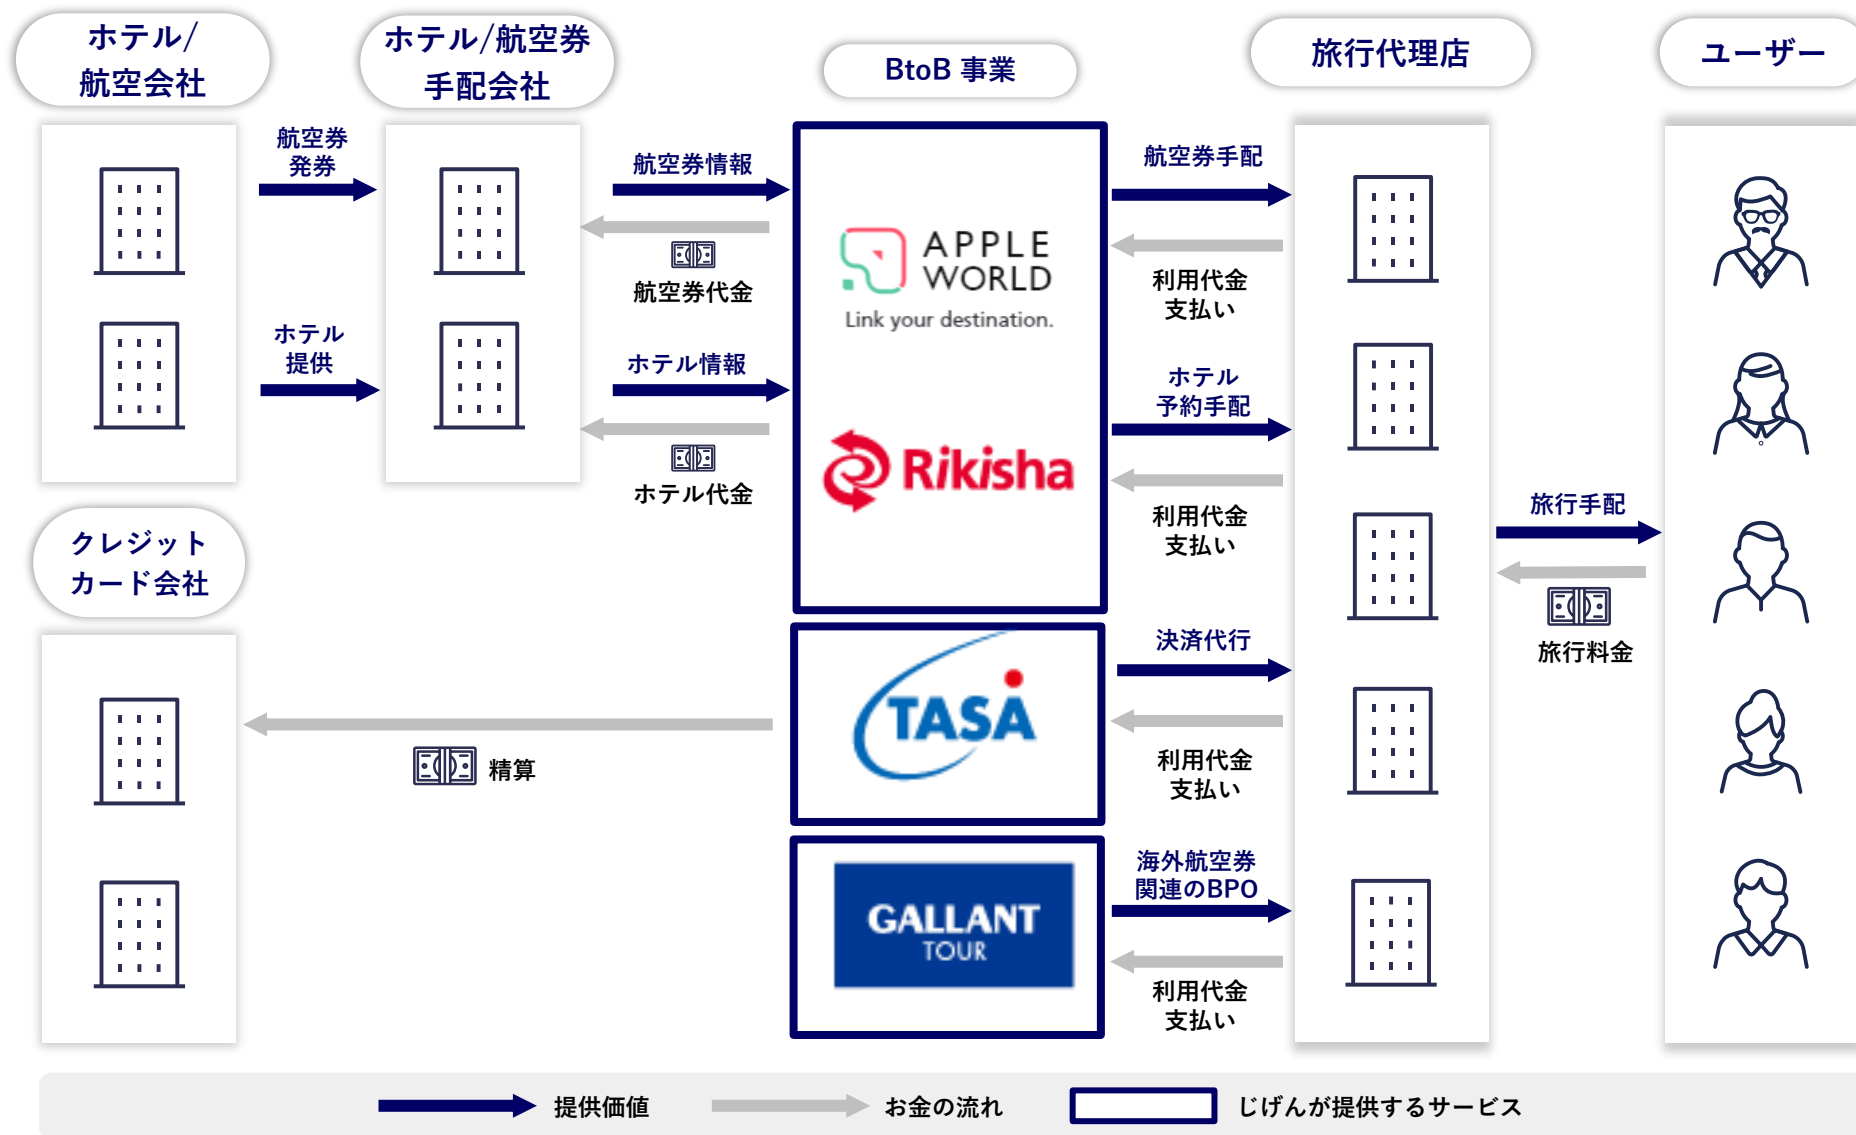 ホテル/
航空会社
ホテル/航空券
手配会社
BtoB 事業
旅行代理店
ユーザー
航空券
発券
航空券情報
航空券代金
ホテル
提供
ホテル情報
ホテル代金
APPLE
WORLD
Link your destination.
Rikisha
航空券手配
利用代金
支払い
ホテル
予約手配
利用代金
支払い
旅行手配
旅行料金
クレジット
カード会社
精算
TASA
決済代行
利用代金
支払い
GALLANT
TOUR
海外航空券
関連のBPO
利用代金
支払い
提供価値
お金の流れ
じげんが提供するサービス